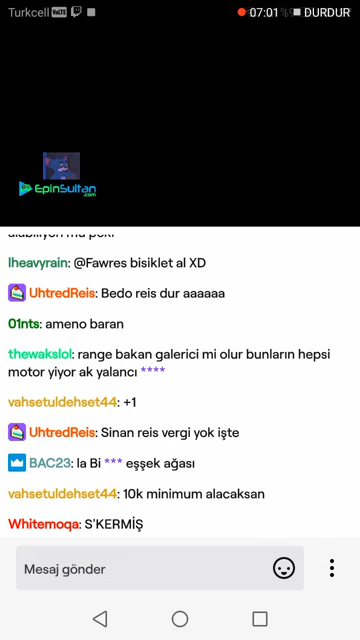 Turkcell VoLTE 07:01 DURDUR
EpinSultan
.com
lheavyrain: @Fawres bisiklet al XD
UhtredReis: Bedo reis dur aaaaaa
01nts: ameno baran
thewakslol: range bakan galerici mi olur bunların hepsi
motor yiyor ak yalancı ****
vahsetuldehset44: +1
UhtredReis: Sinan reis vergi yok işte
BAC23: la Bi *** eşşek ağası
vahsetuldehset44: 10k minimum alacaksan
Whitemoqa: S'KERMİŞ
Mesaj gönder